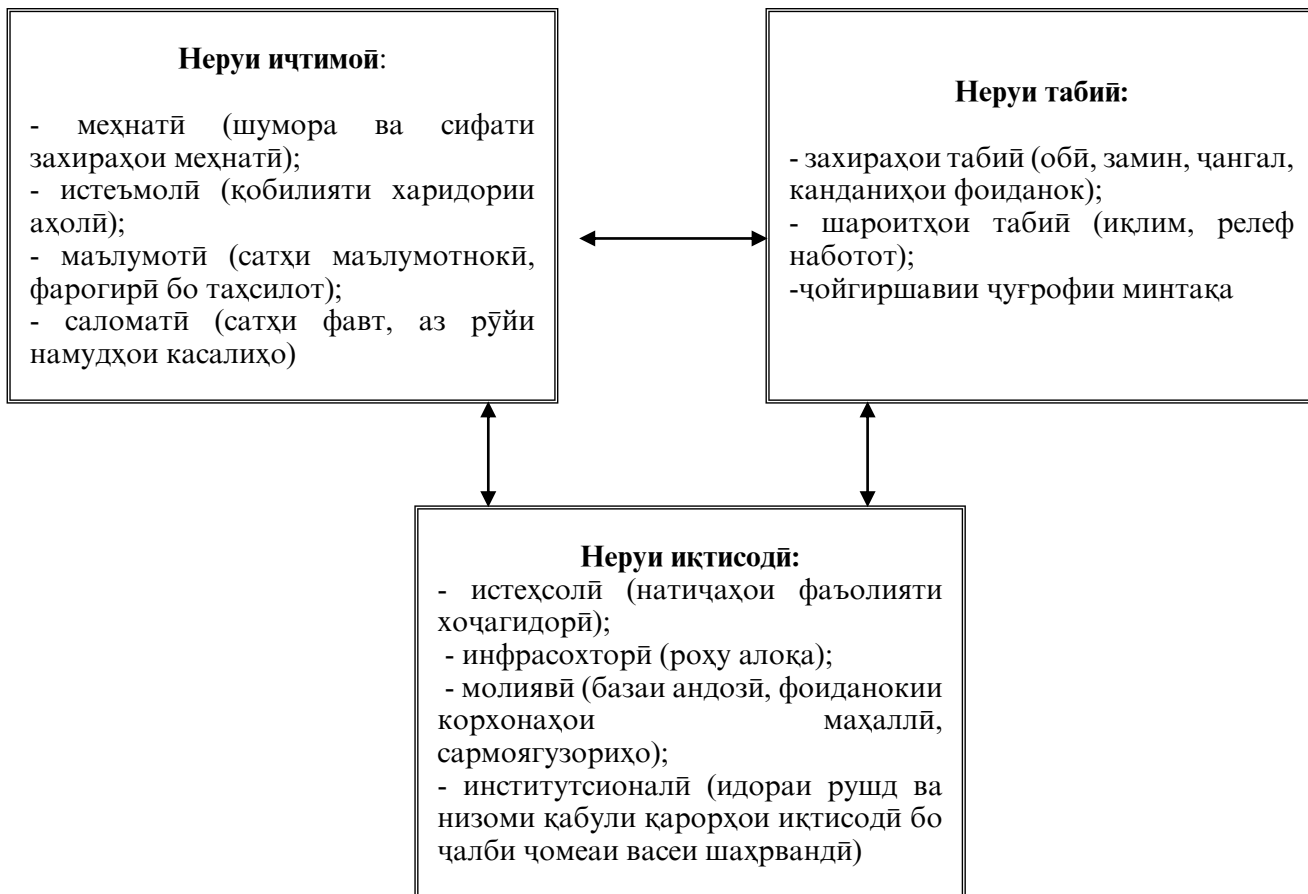 Неруи иҷтимоӣ:
- меҳнатӣ (шумора ва сифати
захираҳои меҳнатӣ);
- истеъмолӣ (қобилияти харидории
аҳолӣ);
- маълумотӣ (сатҳи маълумотнокӣ,
фарогирӣ бо таҳсилот);
- саломатӣ (сатҳи фавт, аз рӯйи
намудҳои касалиҳо)
Неруи табиӣ:
- захираҳои табиӣ (обӣ, замин, ҷангал,
канданиҳои фоиданок);
- шароитҳои табиӣ (иқлим, релеф
наботот);
-ҷойгиршавии ҷуғрофии минтақа
Неруи иқтисодӣ:
- истеҳсолӣ (натиҷаҳои фаъолияти
хоҷагидорӣ);
- инфрасохторӣ (роҳу алоқа);
- молиявӣ (базаи андозӣ, фоиданокии
корхонаҳои маҳаллӣ,
сармоягузориҳо);
- институтсионалӣ (идораи рушд ва
низоми қабули қарорҳои иқтисодӣ бо
ҷалби ҷомеаи васеи шаҳрвандӣ)